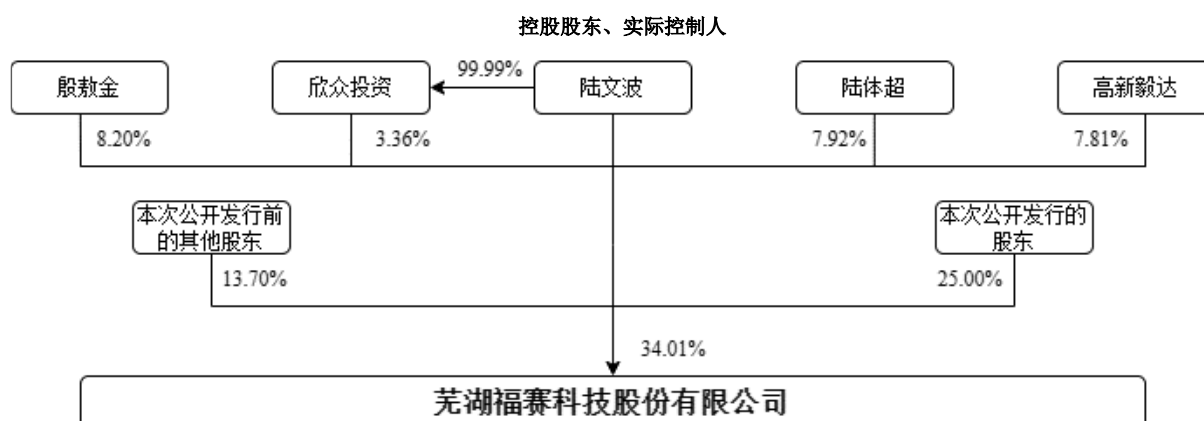 控股股东、实际控制人
殷敖金
欣众投资
99.99%
陆文波
陆体超
高新毅达
8.20%
3.36%
7.92%
7.81%
本次公开发行前
的其他股东
本次公开发行的
股东
13.70%
25.00%
34.01%
芜湖福赛科技股份有限公司